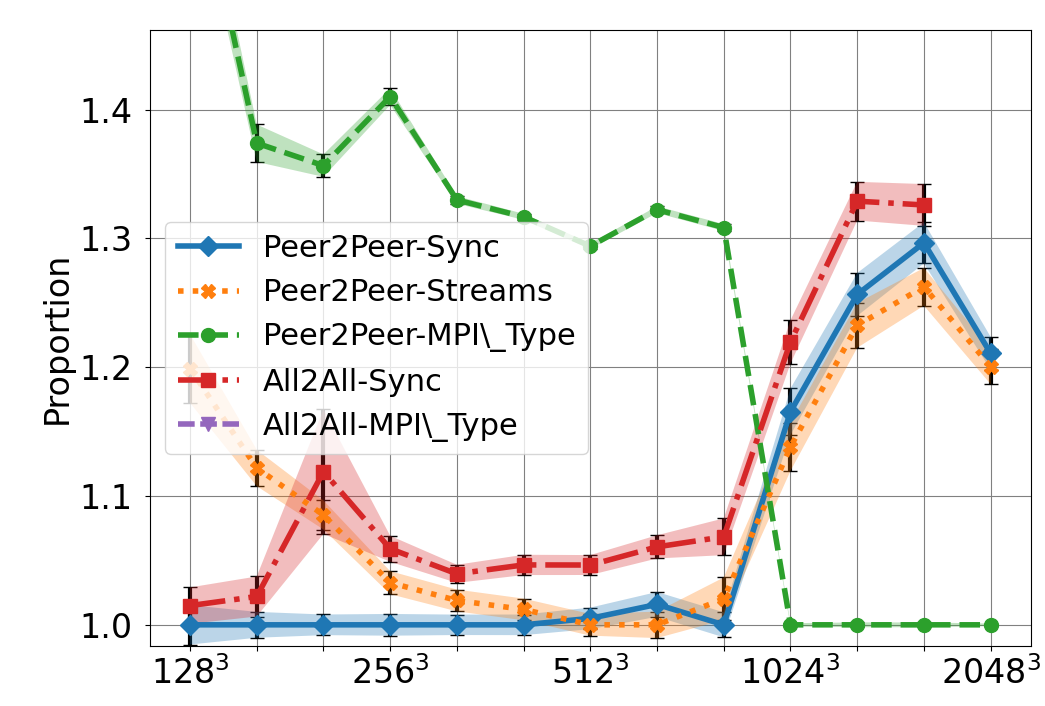 1.4
1.3
1.2
1.1
1.0
Proportion
Peer2Peer-Sync
Peer2Peer-Streams
Peer2Peer-MPI\_Type
All2All-Sync
All2All-MPI\_Type
128³ 256³ 512³ 1024³ 2048³